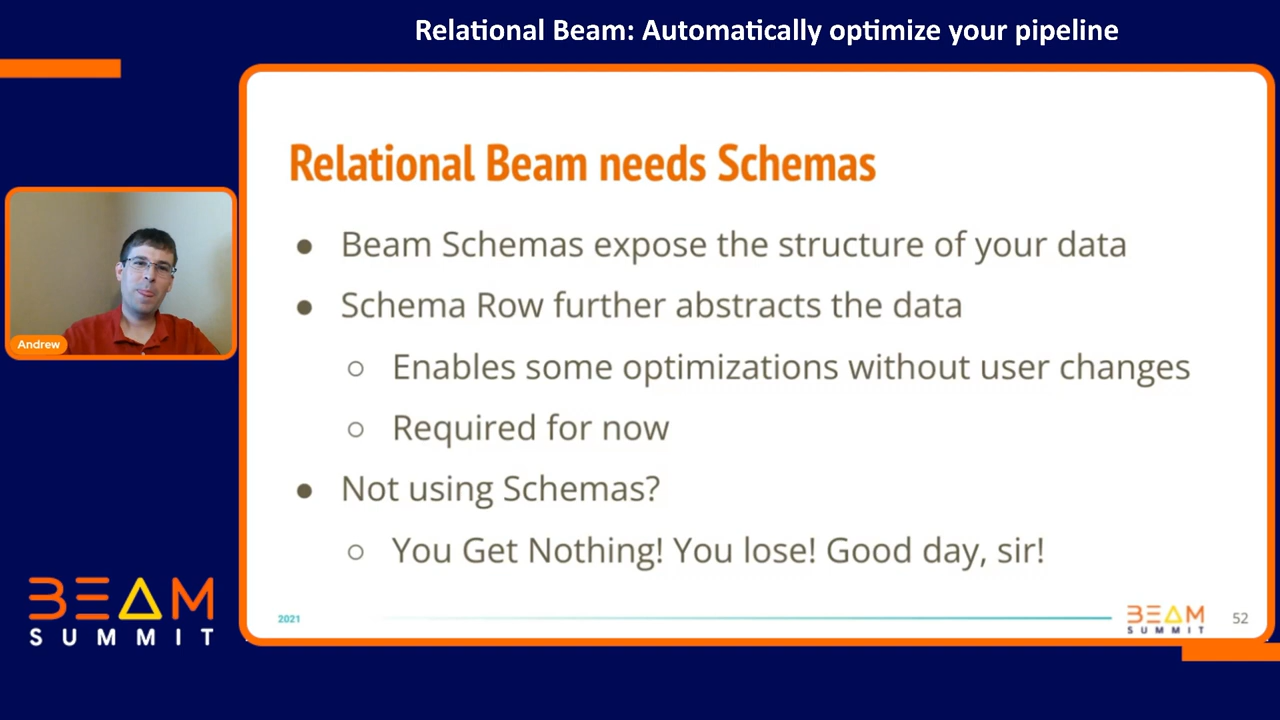 Relational Beam: Automatically optimize your pipeline
Relational Beam needs Schemas
● Beam Schemas expose the structure of your data
● Schema Row further abstracts the data
○ Enables some optimizations without user changes
○ Required for now
● Not using Schemas?
○ You Get Nothing! You lose! Good day, sir!
Andrew
BEAM
SUMMIT
2021
BEAM
SUMMIT
52